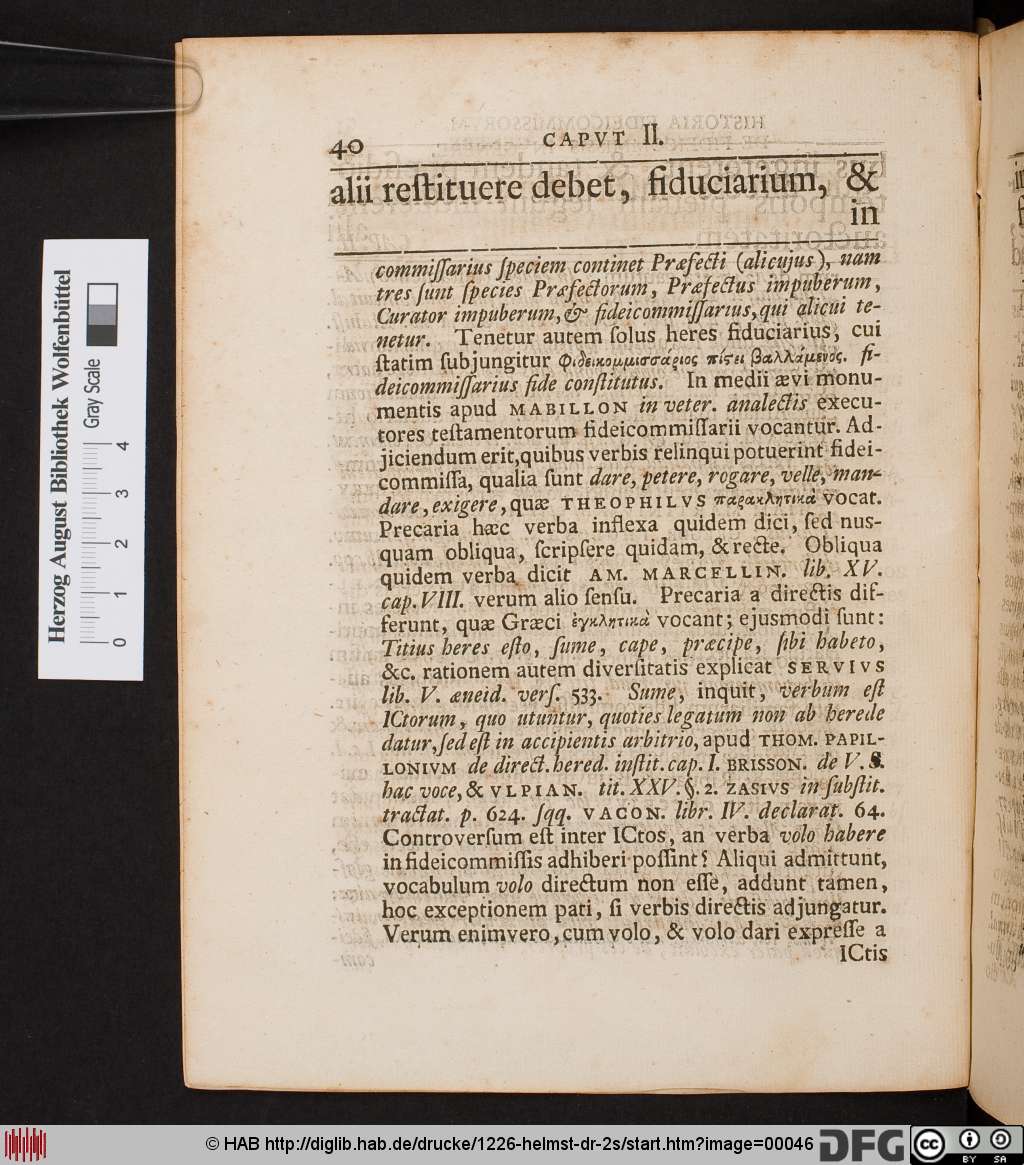 40 CAPVT II.
alii reſtituere debet, fiduciarium, &
in
commiſſarius ſpeciem continet Præfecti (alicujus), nam
tres ſunt ſpecies Præfectorum, Præfectus impuberum,
Curator impuberum, & fideicommiſſarius, qui alicui te-
netur. Tenetur autem ſolus heres fiduciarius, cui
ſtatim ſubjungitur φιδεικομμισσάριος πίϛει βαλλάμενος. fi-
deicommiſſarius fide conſtitutus. In medii ævi monu-
mentis apud MABILLON in veter. analectis execu-
tores teſtamentorum fideicommiſſarii vocantur. Ad-
jiciendum erit, quibus verbis relinqui potuerint fidei-
commiſſa, qualia ſunt dare, petere, rogare, velle, man-
dare, exigere, quæ THEOPHILVS παρακλητικὰ vocat.
Precaria hæc verba inflexa quidem dici, ſed nus-
quam obliqua, ſcripſere quidam, & recte. Obliqua
quidem verba dicit AM. MARCELLIN. lib. XV.
cap. VIII. verum alio ſenſu. Precaria a directis dif-
ferunt, quæ Græci ἐγκλητικὰ vocant; ejusmodi ſunt:
Titius heres eſto, ſume, cape, præcipe, ſibi habeto,
&c. rationem autem diverſitatis explicat SERVIVS
lib. V. æneid. verſ. 533. Sume, inquit, verbum eſt
ICtorum, quo utuntur, quoties legatum non ab herede
datur, ſed eſt in accipientis arbitrio, apud THOM. PAPIL-
LONIVM de direct. hered. inſtit. cap. I. BRISSON. de V. S.
hac voce, & VLPIAN. tit. XXV. §. 2. ZASIVS in ſubſtit.
tractat. p. 624. ſqq. VACON. libr. IV. declarat. 64.
Controverſum eſt inter ICtos, an verba volo habere
in fideicommiſſis adhiberi poſſint? Aliqui admittunt,
vocabulum volo directum non eſſe, addunt tamen,
hoc exceptionem pati, ſi verbis directis adjungatur.
Verum enimvero, cum volo, & volo dari expreſſe a
ICtis
Herzog August Bibliothek Wolfenbüttel
Gray Scale
0 1 2 3 4
© HAB http://diglib.hab.de/drucke/1226-helmst-dr-2s/start.htm?image=00046
DFG
cc BY SA